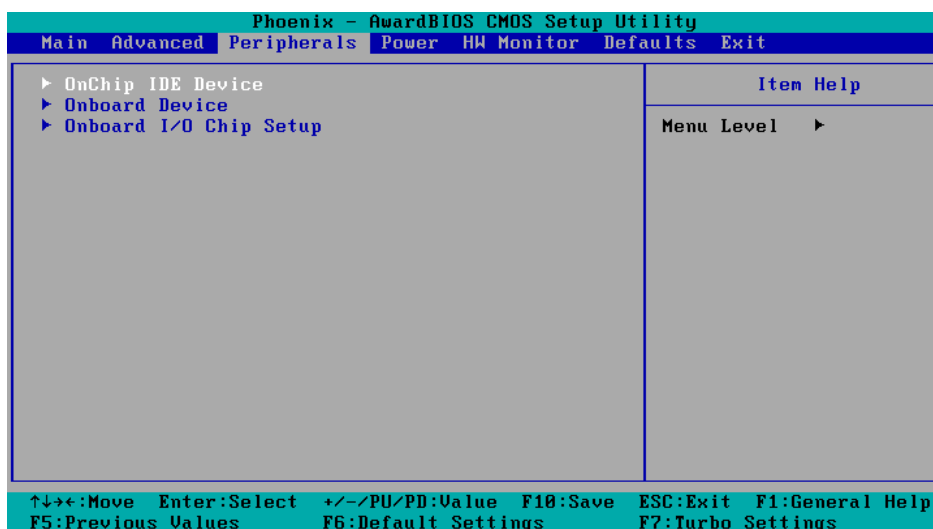 Phoenix - AwardBIOS CMOS Setup Utility
Main Advanced Peripherals Power HW Monitor Defaults Exit
▶ OnChip IDE Device
▶ Onboard Device
▶ Onboard I/O Chip Setup
Item Help
Menu Level ▶
↑↓→←:Move Enter:Select +/-/PU/PD:Value F10:Save ESC:Exit F1:General Help
F5:Previous Values F6:Default Settings F7:Turbo Settings